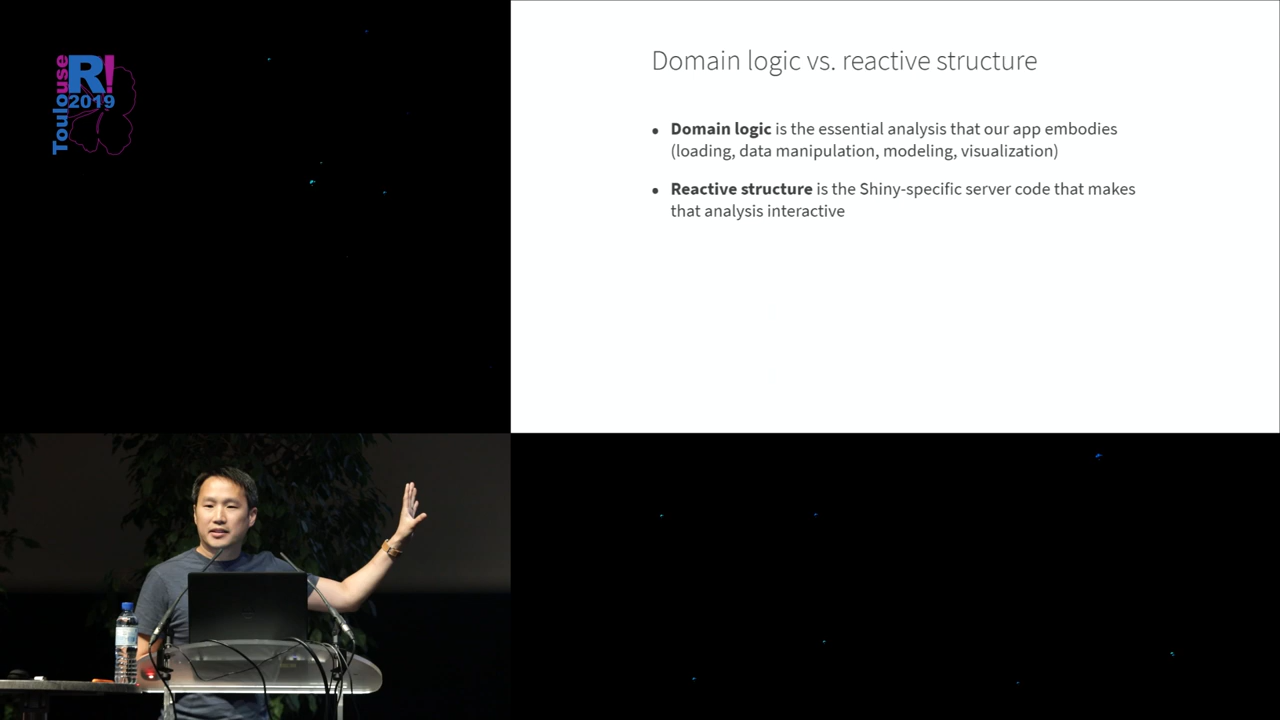 Toulouse
R!
2019
Domain logic vs. reactive structure
• Domain logic is the essential analysis that our app embodies
(loading, data manipulation, modeling, visualization)
• Reactive structure is the Shiny-specific server code that makes
that analysis interactive